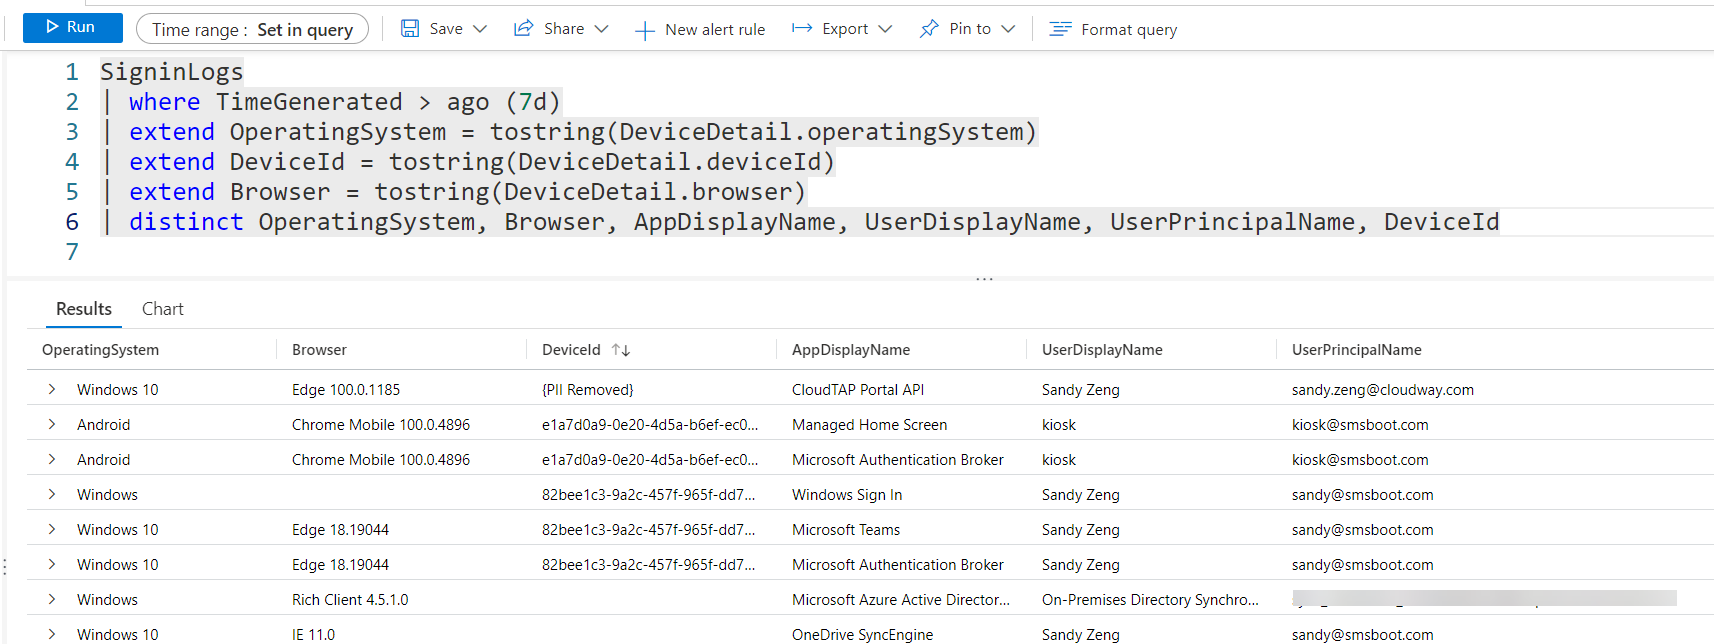 Run Time range : Set in query Save Share New alert rule Export Pin to Format query
1 SigninLogs
2 | where TimeGenerated > ago (7d)
3 | extend OperatingSystem = tostring(DeviceDetail.operatingSystem)
4 | extend DeviceId = tostring(DeviceDetail.deviceId)
5 | extend Browser = tostring(DeviceDetail.browser)
6 | distinct OperatingSystem, Browser, AppDisplayName, UserDisplayName, UserPrincipalName, DeviceId
7
Results Chart
OperatingSystem Browser DeviceId ↑↓ AppDisplayName UserDisplayName UserPrincipalName
Windows 10 Edge 100.0.1185 {PII Removed} CloudTAP Portal API Sandy Zeng sandy.zeng@cloudway.com
Android Chrome Mobile 100.0.4896 e1a7d0a9-0e20-4d5a-b6ef-ec0... Managed Home Screen kiosk kiosk@smsboot.com
Android Chrome Mobile 100.0.4896 e1a7d0a9-0e20-4d5a-b6ef-ec0... Microsoft Authentication Broker kiosk kiosk@smsboot.com
Windows 82bee1c3-9a2c-457f-965f-dd7... Windows Sign In Sandy Zeng sandy@smsboot.com
Windows 10 Edge 18.19044 82bee1c3-9a2c-457f-965f-dd7... Microsoft Teams Sandy Zeng sandy@smsboot.com
Windows 10 Edge 18.19044 82bee1c3-9a2c-457f-965f-dd7... Microsoft Authentication Broker Sandy Zeng sandy@smsboot.com
Windows Rich Client 4.5.1.0 Microsoft Azure Active Director... On-Premises Directory Synchro...
Windows 10 IE 11.0 OneDrive SyncEngine Sandy Zeng sandy@smsboot.com